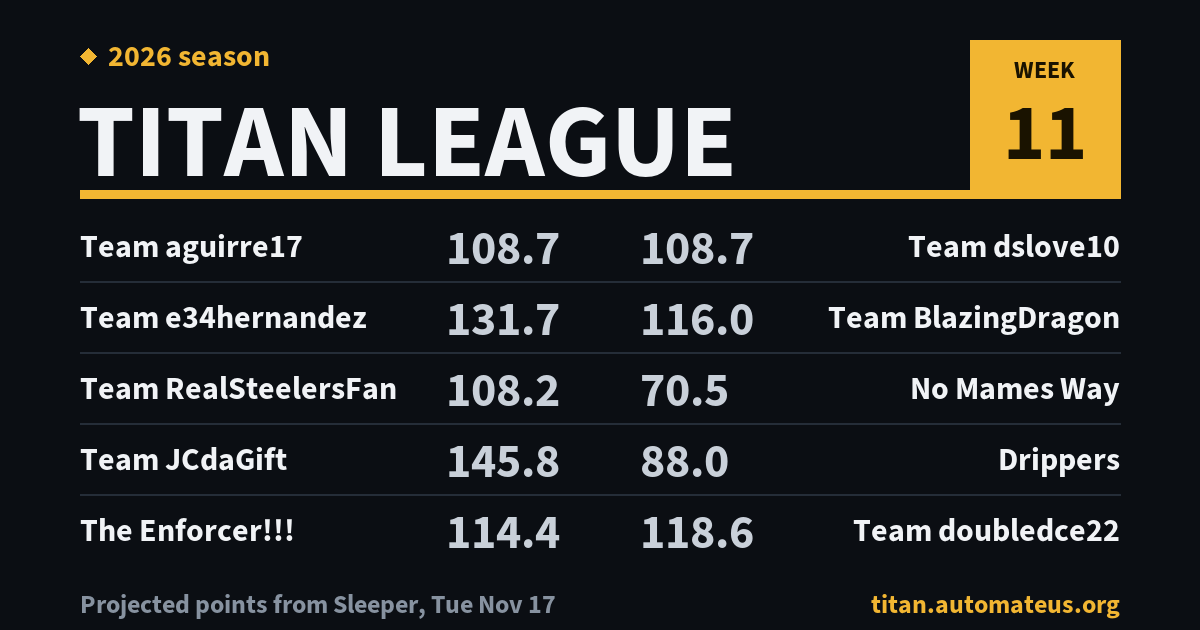 2026 season
TITAN LEAGUE
WEEK
11
Team aguirre17 108.7 108.7 Team dslove10
Team e34hernandez 131.7 116.0 Team BlazingDragon
Team RealSteelersFan 108.2 70.5 No Mames Way
Team JCdaGift 145.8 88.0 Drippers
The Enforcer!!! 114.4 118.6 Team doubledce22
Projected points from Sleeper, Tue Nov 17 titan.automateus.org